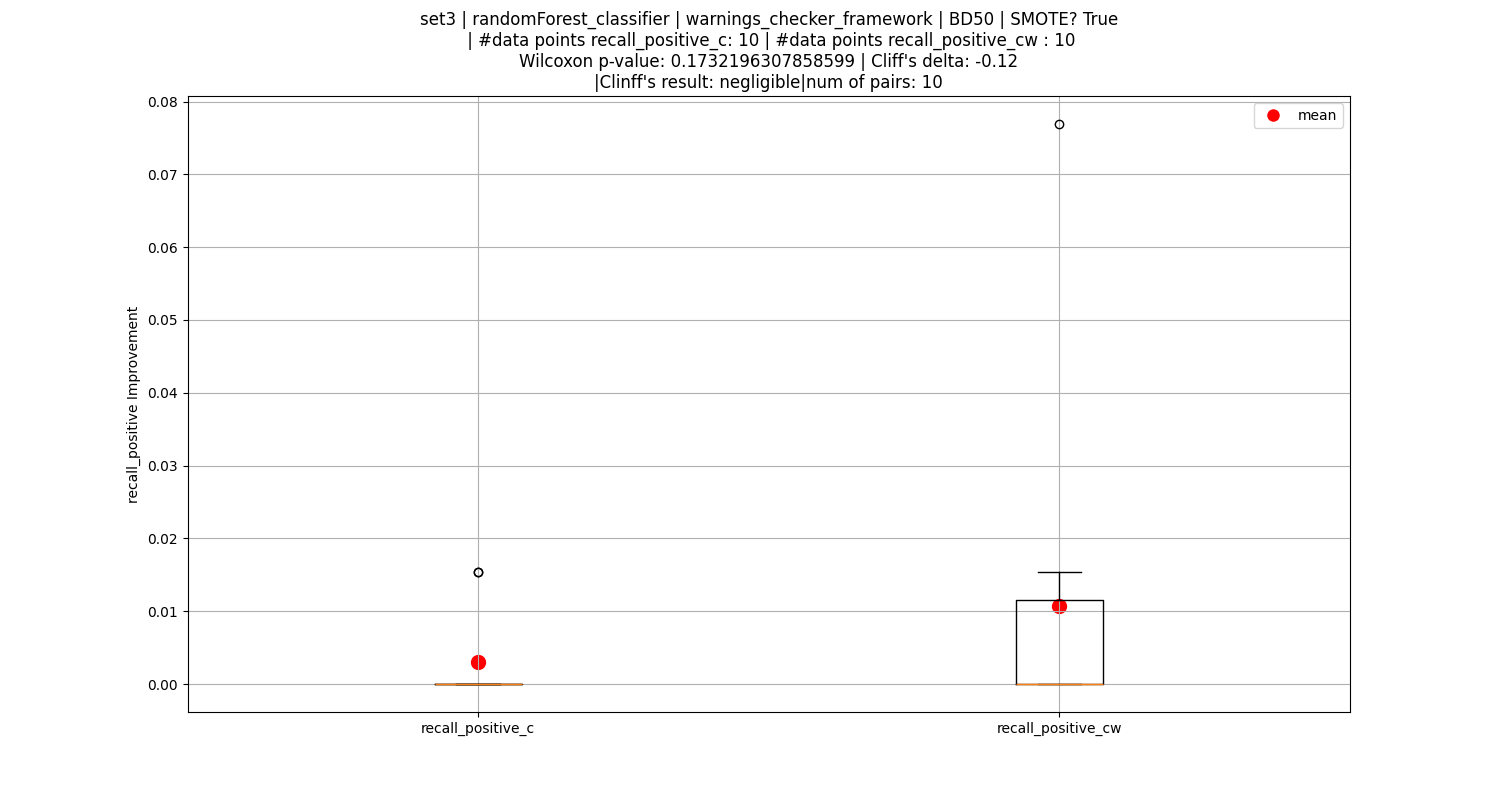 set3 | randomForest_classifier | warnings_checker_framework | BD50 | SMOTE? True
| #data points recall_positive_c: 10 | #data points recall_positive_cw : 10
Wilcoxon p-value: 0.1732196307858599 | Cliff's delta: -0.12
|Clinff's result: negligible|num of pairs: 10
mean
0.08
0.07
0.06
0.05
0.04
0.03
0.02
0.01
0.00
recall_positive Improvement
recall_positive_c
recall_positive_cw